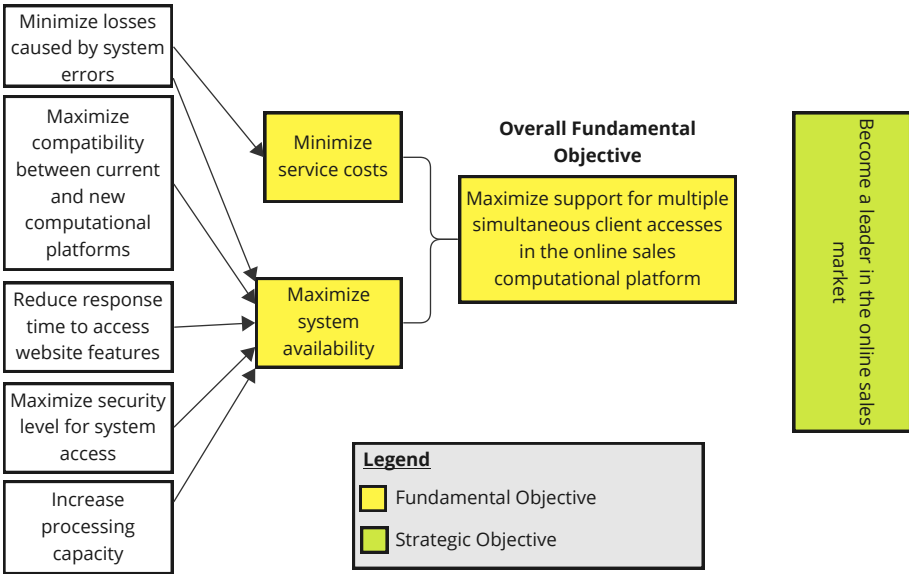 Minimize losses
caused by system
errors
Maximize
compatibility
between current
and new
computational
platforms
Reduce response
time to access
website features
Maximize security
level for system
access
Increase
processing
capacity
Minimize
service costs
Maximize
system
availability
Overall Fundamental
Objective
Maximize support for multiple
simultaneous client accesses
in the online sales
computational platform
Become a leader in the online sales
market
Legend
Fundamental Objective
Strategic Objective